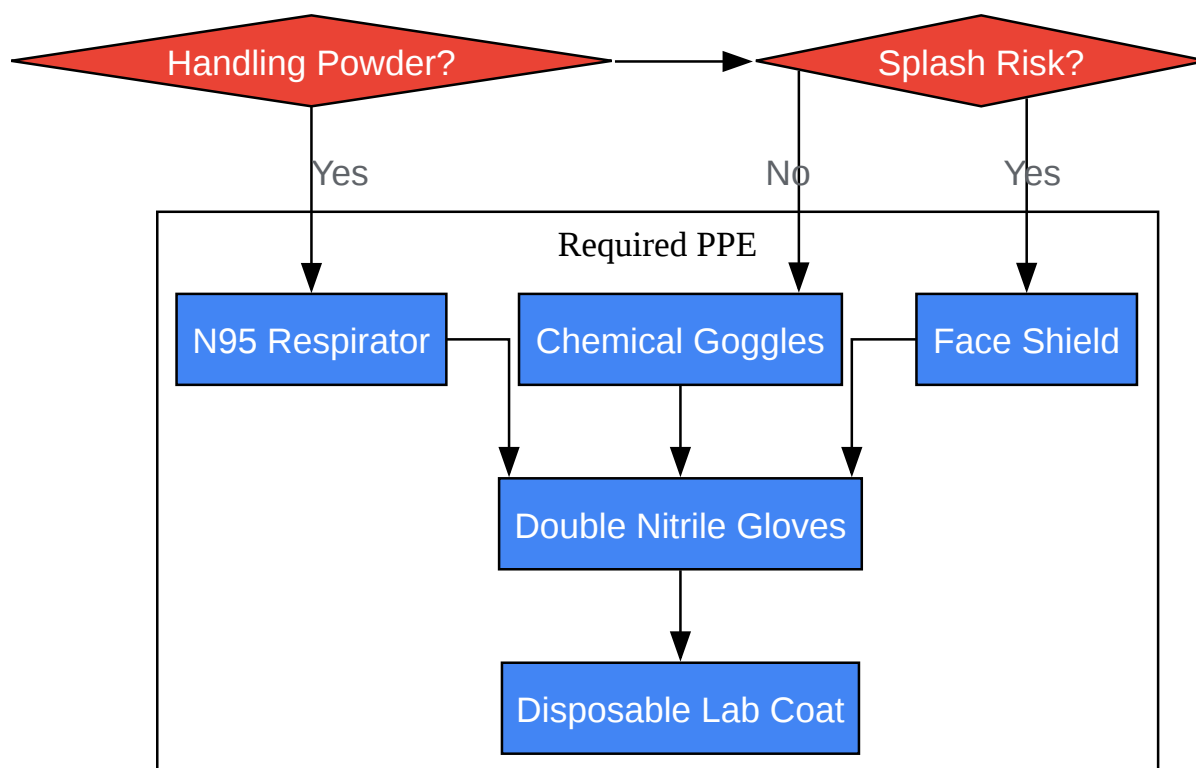 Handling Powder?
Splash Risk?
Yes
No
Yes
Required PPE
N95 Respirator
Chemical Goggles
Face Shield
Double Nitrile Gloves
Disposable Lab Coat